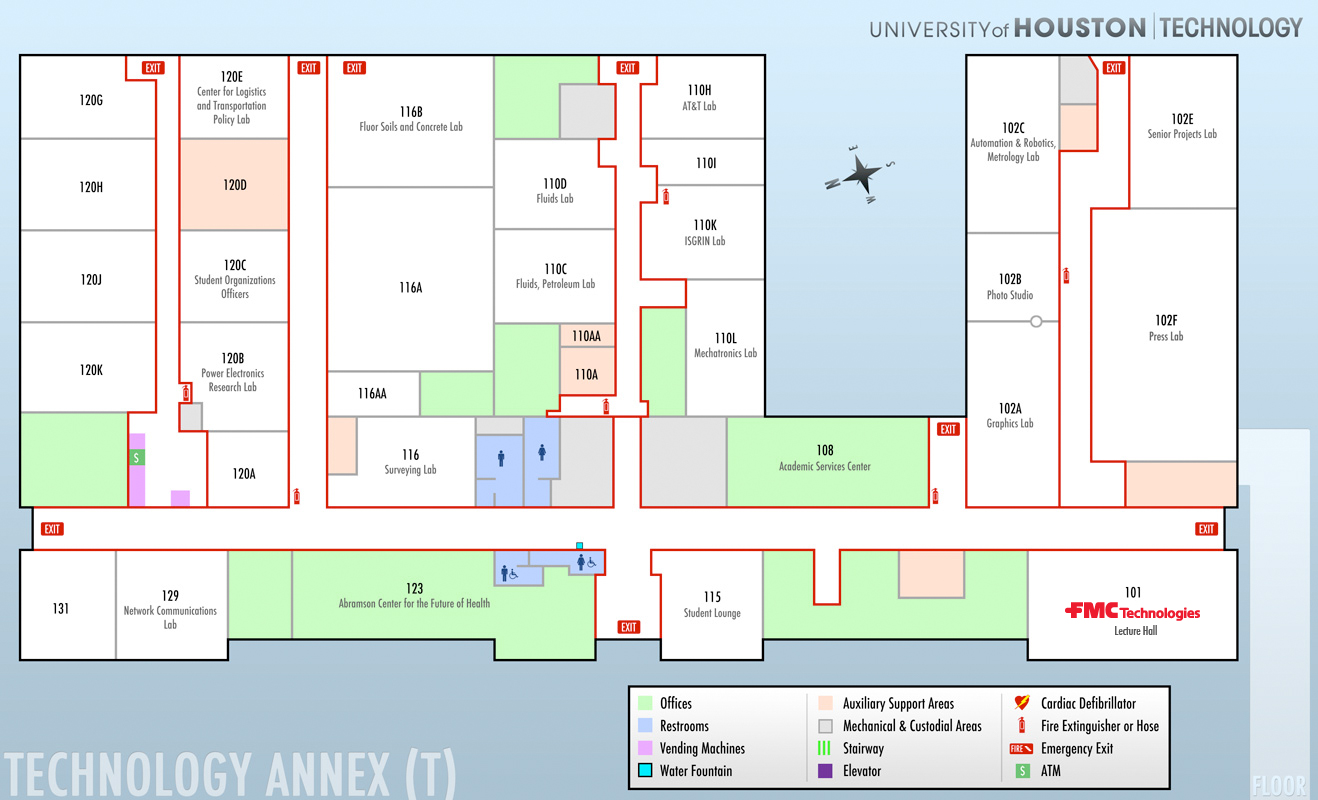 UNIVERSITYof HOUSTON | TECHNOLOGY
EXIT
EXIT
EXIT
EXIT
EXIT
120G
120E
Center for Logistics
and Transportation
Policy Lab
116B
Fluor Soils and Concrete Lab
110H
AT&T Lab
102C
Automation & Robotics,
Metrology Lab
102E
Senior Projects Lab
E
S
N
W
120H
120D
110D
Fluids Lab
110I
110K
ISGRIN Lab
120J
120C
Student Organizations
Officers
116A
110C
Fluids, Petroleum Lab
102B
Photo Studio
102F
Press Lab
120K
120B
Power Electronics
Research Lab
116AA
110AA
110A
110L
Mechatronics Lab
102A
Graphics Lab
$
120A
116
Surveying Lab
108
Academic Services Center
EXIT
EXIT
EXIT
131
129
Network Communications
Lab
123
Abramson Center for the Future of Health
115
Student Lounge
101
FMC Technologies
Lecture Hall
EXIT
Offices
Restrooms
Vending Machines
Water Fountain
Auxiliary Support Areas
Mechanical & Custodial Areas
Stairway
Elevator
Cardiac Defibrillator
Fire Extinguisher or Hose
FIRE
Emergency Exit
$
ATM
TECHNOLOGY ANNEX (T)
FLOOR